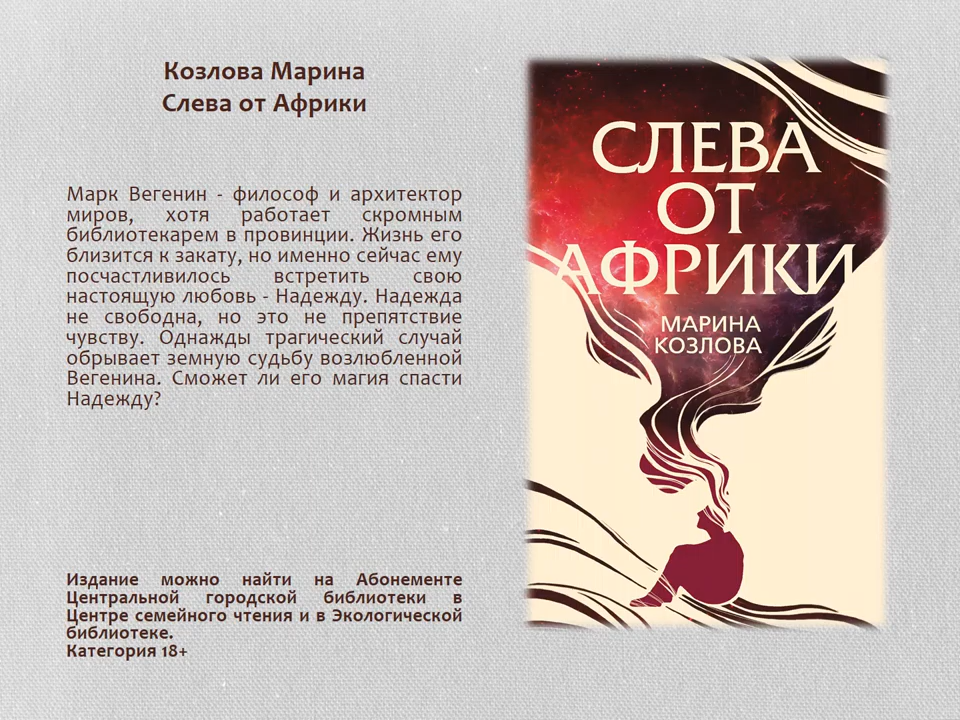 Козлова Марина
Слева от Африки
Марк Вегенин - философ и архитектор
миров, хотя работает скромным
библиотекарем в провинции. Жизнь его
близится к закату, но именно сейчас ему
посчастливилось встретить свою
настоящую любовь - Надежду. Надежда
не свободна, но это не препятствие
чувству. Однажды трагический случай
обрывает земную судьбу возлюбленной
Вегенина. Сможет ли его магия спасти
Надежду?
Издание можно найти на Абонементе
Центральной городской библиотеки в
Центре семейного чтения и в Экологической
библиотеке.
Категория 18+
СЛЕВА
ОТ
АФРИКИ
МАРИНА
КОЗЛОВА